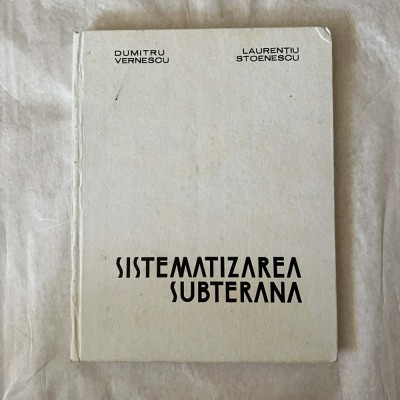 DUMITRU
VERNESCU
LAURENTIU
STOENESCU
SISTEMATIZAREA
SUBTERANA